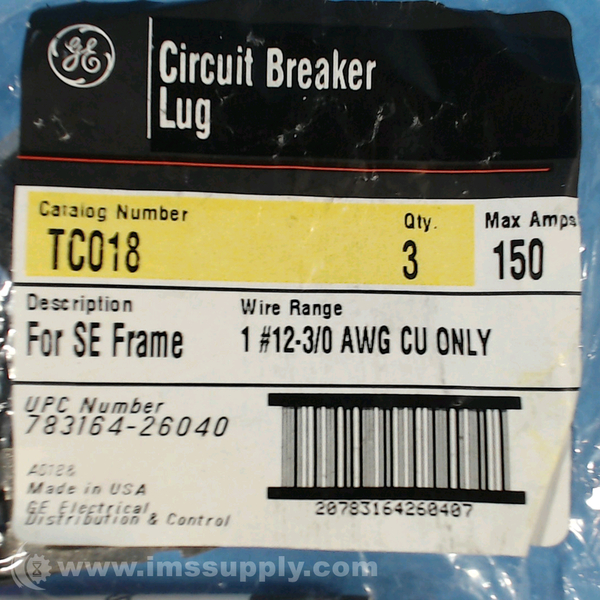 GE
Circuit Breaker
Lug
Catalog Number
TC018
Qty.
3
Max Amps
150
Description
For SE Frame
Wire Range
1 #12-3/0 AWG CU ONLY
UPC Number
783164-26040
20783164260407
Made in USA
GE Electrical
Distribution & Control
www.imssupply.com